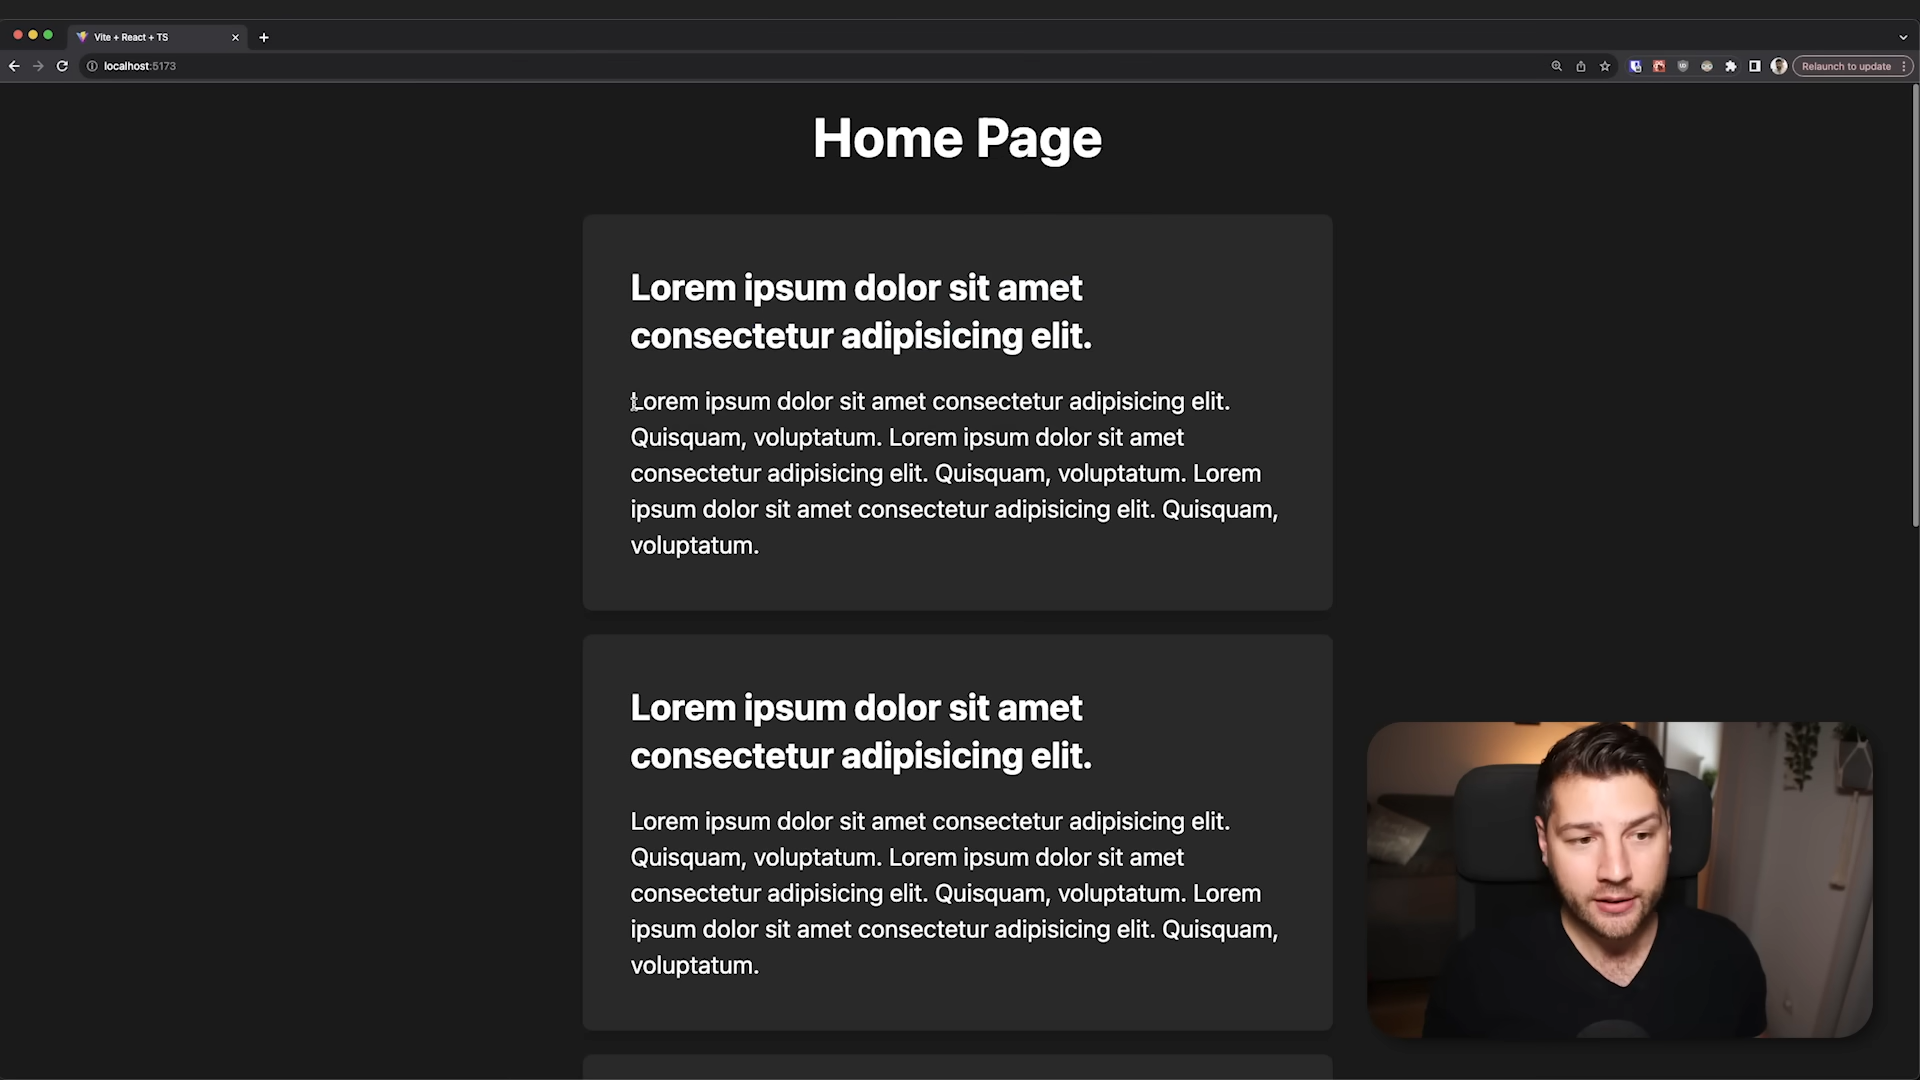 Vite + React + TS
localhost:5173
Relaunch to update
Home Page
Lorem ipsum dolor sit amet
consectetur adipisicing elit.
Lorem ipsum dolor sit amet consectetur adipisicing elit.
Quisquam, voluptatum. Lorem ipsum dolor sit amet
consectetur adipisicing elit. Quisquam, voluptatum. Lorem
ipsum dolor sit amet consectetur adipisicing elit. Quisquam,
voluptatum.
Lorem ipsum dolor sit amet
consectetur adipisicing elit.
Lorem ipsum dolor sit amet consectetur adipisicing elit.
Quisquam, voluptatum. Lorem ipsum dolor sit amet
consectetur adipisicing elit. Quisquam, voluptatum. Lorem
ipsum dolor sit amet consectetur adipisicing elit. Quisquam,
voluptatum.